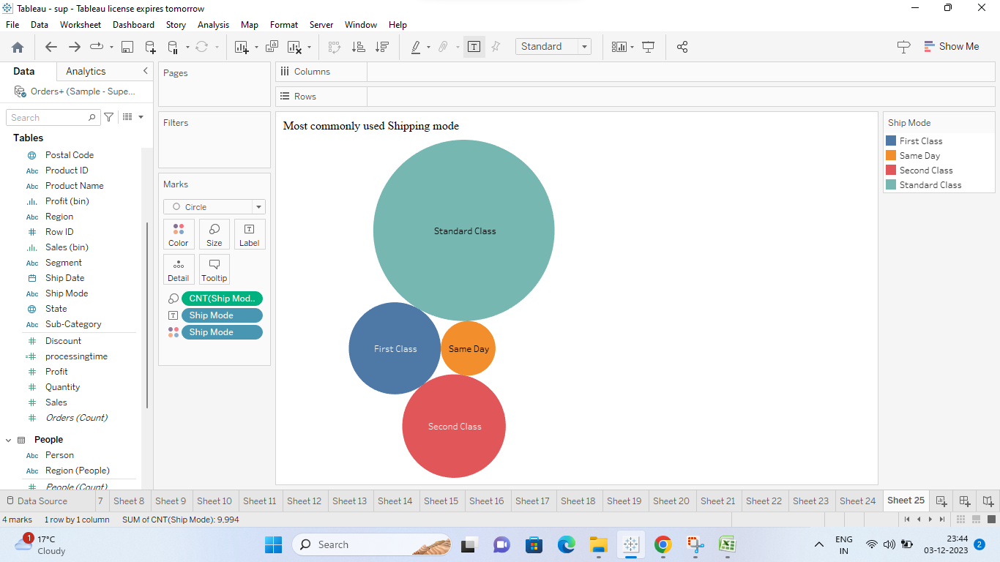 Tableau - sup - Tableau license expires tomorrow
File Data Worksheet Dashboard Story Analysis Map Format Server Window Help
Standard
Show Me
Data Analytics
Orders+ (Sample - Supe...
Search
Tables
Postal Code
Abc Product ID
Abc Product Name
Profit (bin)
Abc Region
Row ID
Sales (bin)
Abc Segment
Ship Date
Abc Ship Mode
State
Abc Sub-Category
Discount
processingtime
Profit
Quantity
Sales
Orders (Count)
People
Abc Person
Abc Region (People)
People (Count)
Pages
Filters
Marks
Circle
Color Size Label
Detail Tooltip
CNT(Ship Mod..
Ship Mode
Ship Mode
Columns
Rows
Most commonly used Shipping mode
Standard Class
First Class
Same Day
Second Class
Ship Mode
First Class
Same Day
Second Class
Standard Class
Data Source 7 Sheet 8 Sheet 9 Sheet 10 Sheet 11 Sheet 12 Sheet 13 Sheet 14 Sheet 15 Sheet 16 Sheet 17 Sheet 18 Sheet 19 Sheet 20 Sheet 21 Sheet 22 Sheet 23 Sheet 24 Sheet 25
4 marks 1 row by 1 column SUM of CNT(Ship Mode): 9,994
1
17°C
Cloudy
Search
ENG
IN
23:44
03-12-2023
2